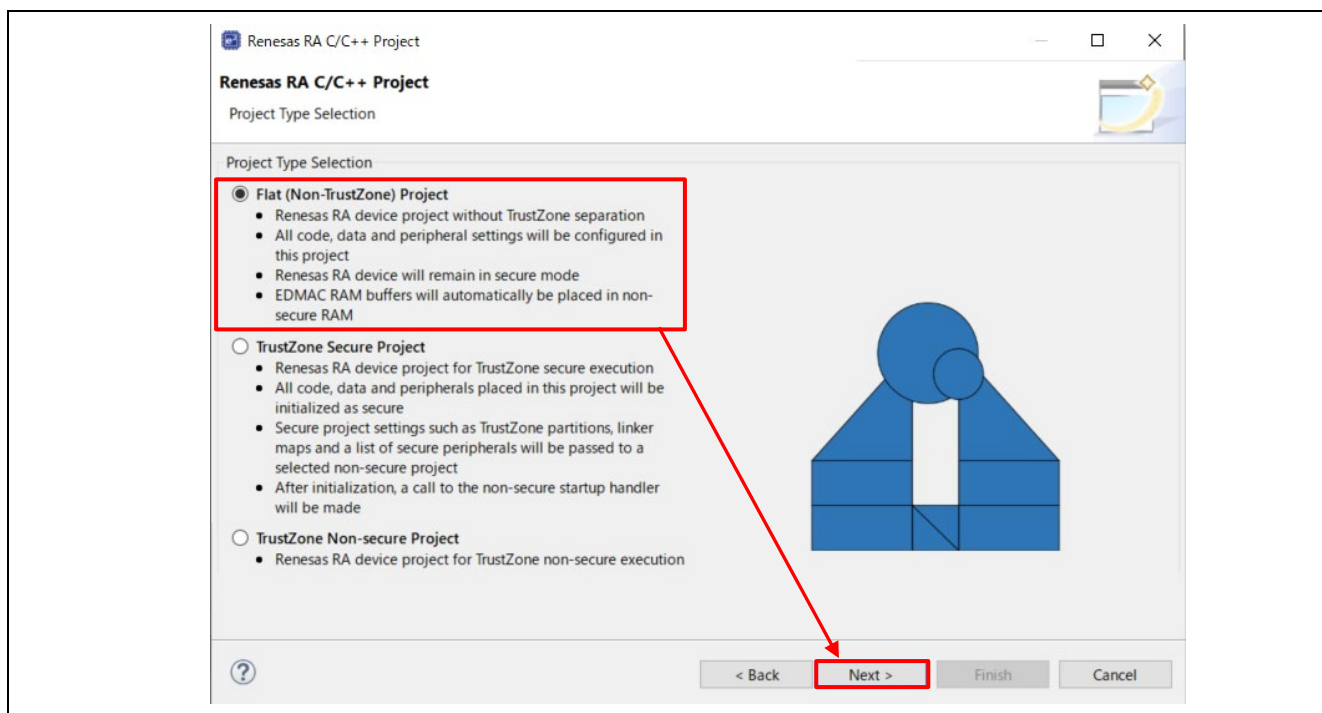 Renesas RA C/C++ Project
Renesas RA C/C++ Project
Project Type Selection
Project Type Selection
Flat (Non-TrustZone) Project
• Renesas RA device project without TrustZone separation
• All code, data and peripheral settings will be configured in
this project
• Renesas RA device will remain in secure mode
• EDMAC RAM buffers will automatically be placed in non-
secure RAM
TrustZone Secure Project
• Renesas RA device project for TrustZone secure execution
• All code, data and peripherals placed in this project will be
initialized as secure
• Secure project settings such as TrustZone partitions, linker
maps and a list of secure peripherals will be passed to a
selected non-secure project
• After initialization, a call to the non-secure startup handler
will be made
TrustZone Non-secure Project
• Renesas RA device project for TrustZone non-secure execution
?
< Back
Next >
Finish
Cancel